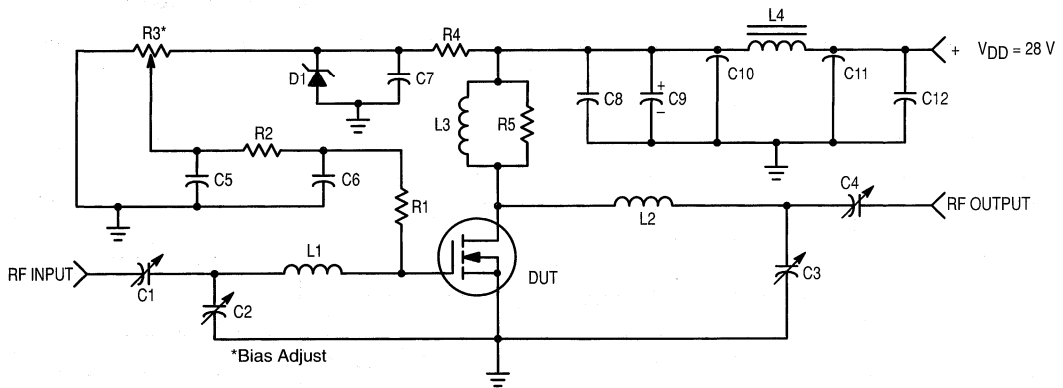 L4
R3*
R4
+ V_DD = 28 V
D1
C7
C10
C11
C8
+
C9
–
C12
L3
R5
R2
C5
C6
R1
C4
RF OUTPUT
L2
L1
DUT
RF INPUT
C1
C3
C2
*Bias Adjust